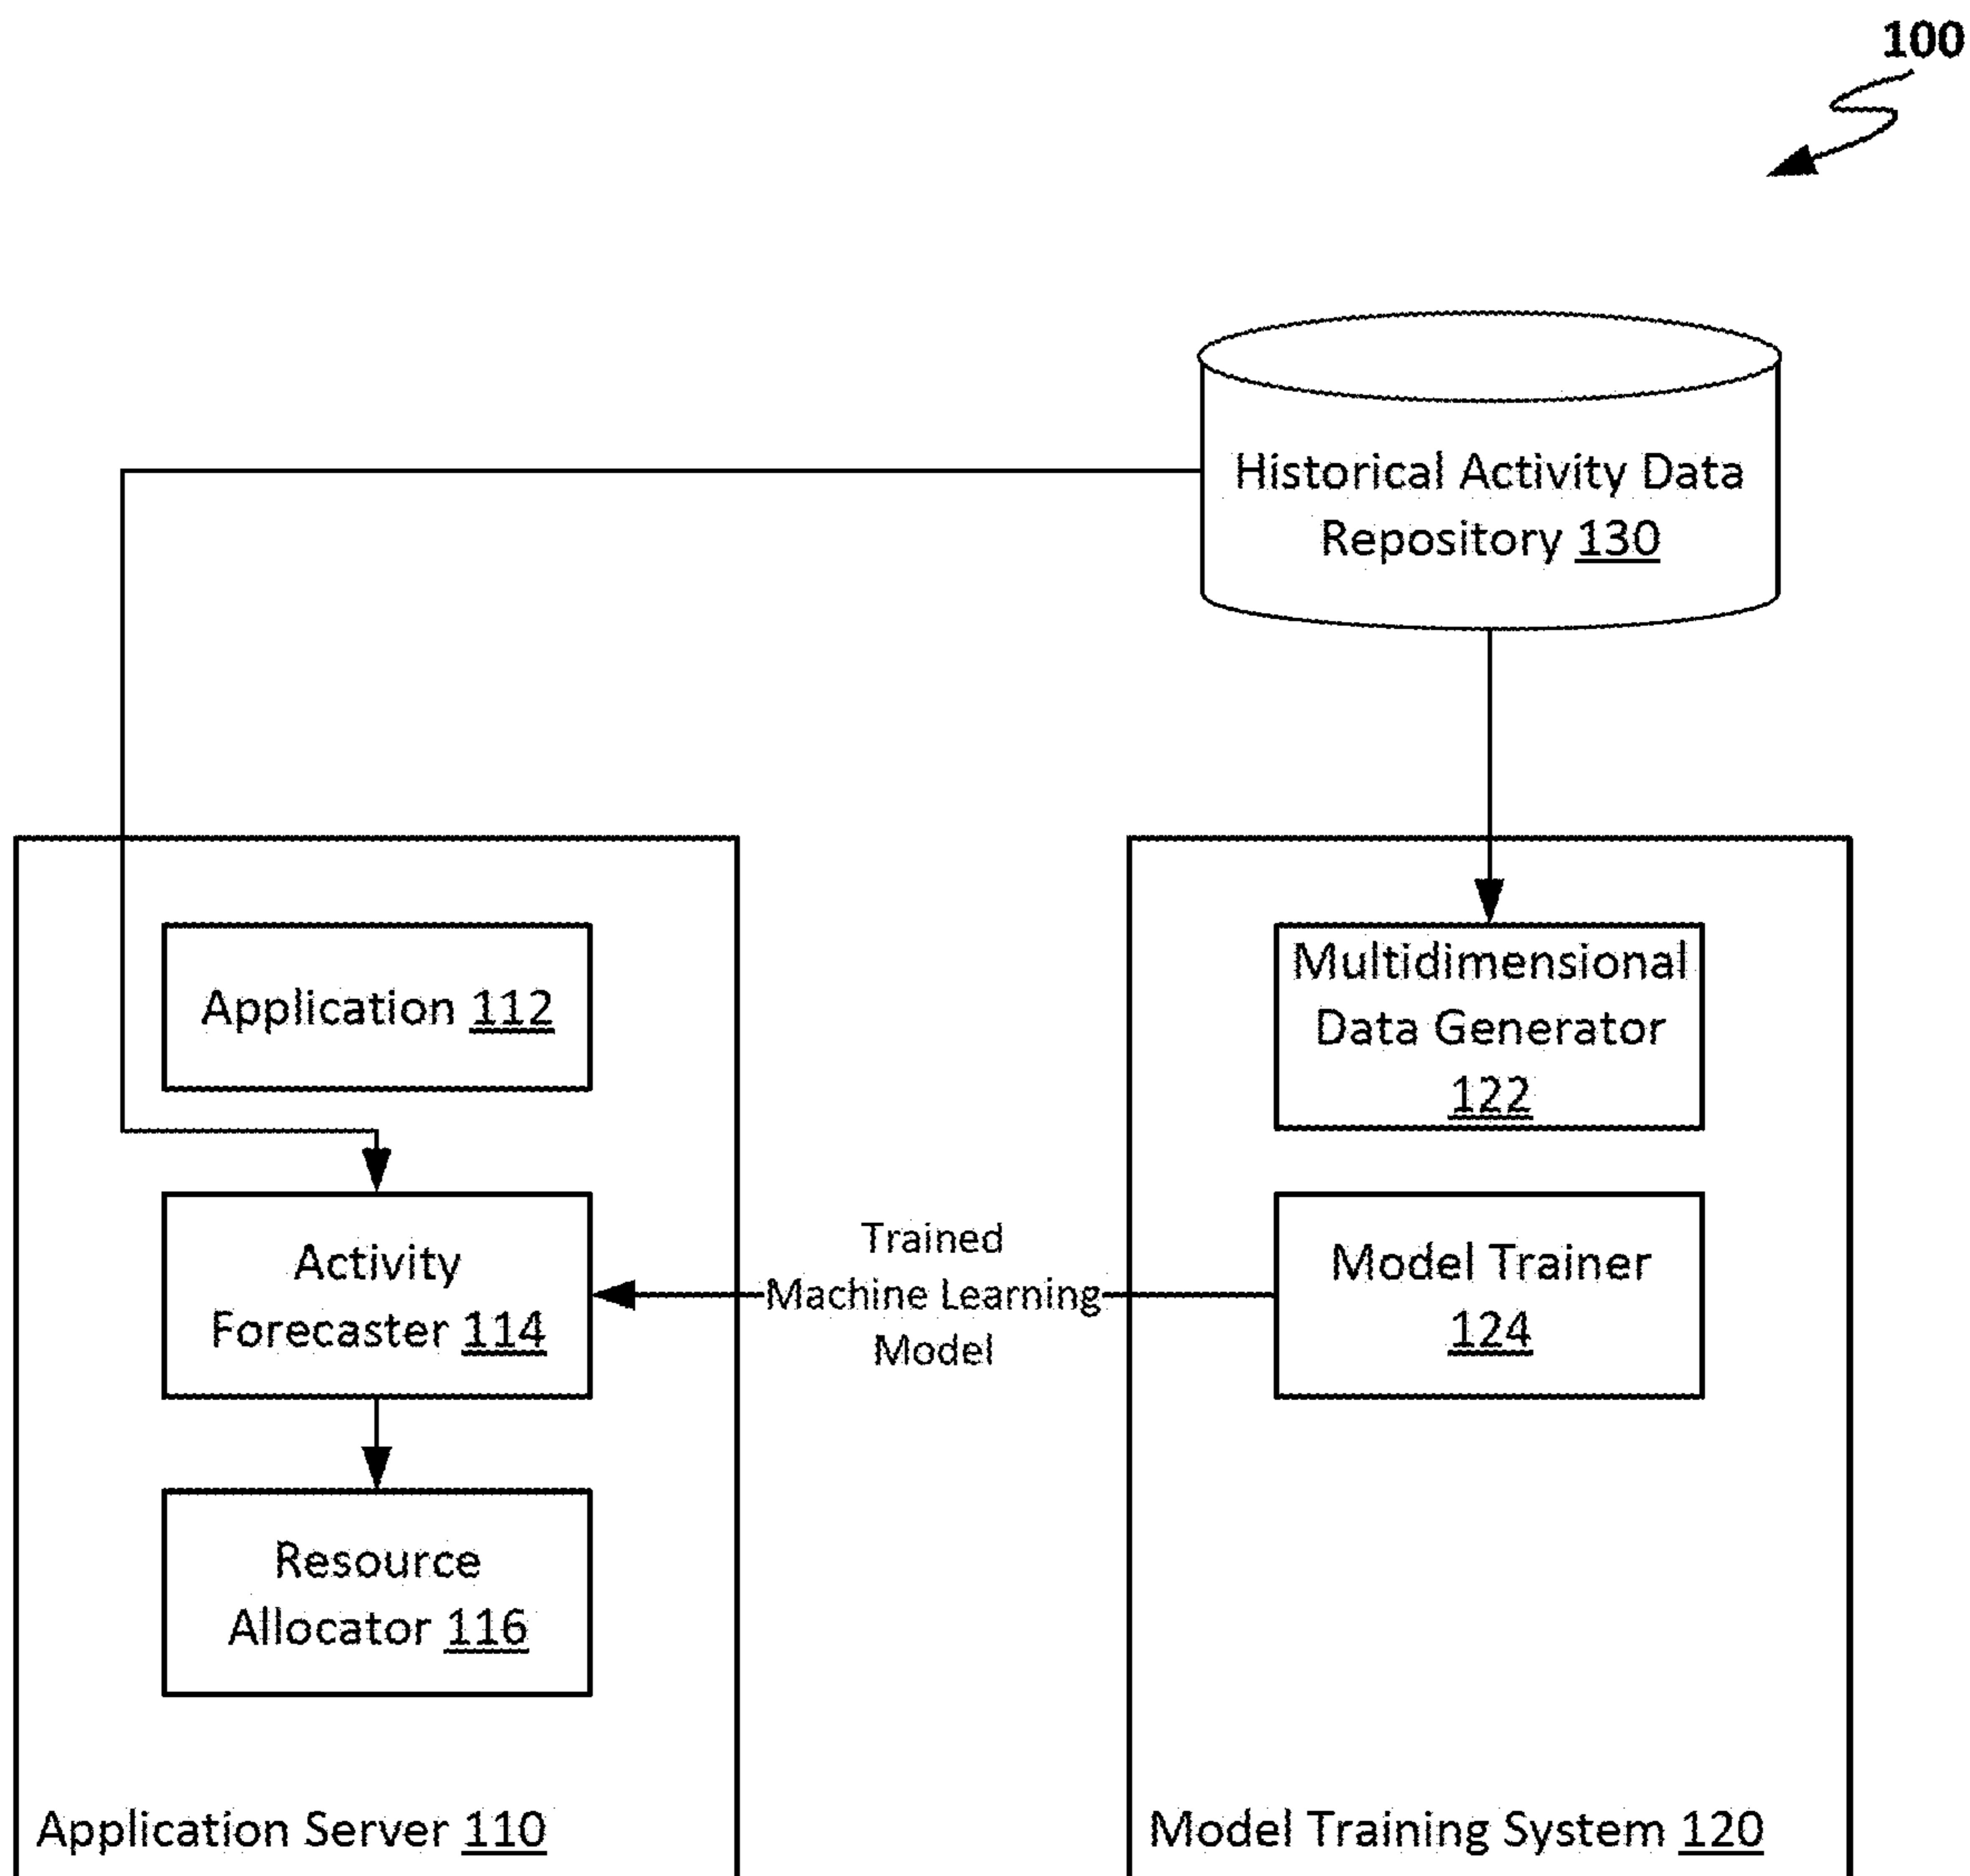 100
Historical Activity Data
Repository 130
Application 112
Multidimensional
Data Generator
122
Activity
Forecaster 114
Trained
Machine Learning
Model
Model Trainer
124
Resource
Allocator 116
Application Server 110
Model Training System 120